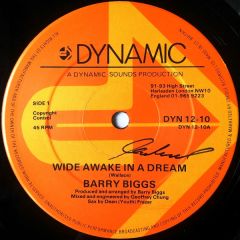 DYNAMIC
A DYNAMIC SOUNDS PRODUCTION
91-93 High Street
Harlesden London NW10
England 01-965 9223
SIDE 1
Copyright
Control
45 RPM
DYN 12-10
DYN 12-10A
WIDE AWAKE IN A DREAM
(Wallace)
BARRY BIGGS
Produced and arranged by Barry Biggs
Mixed and engineered by Geoffrey Chung
Sax by Dean (Youth) Frazer